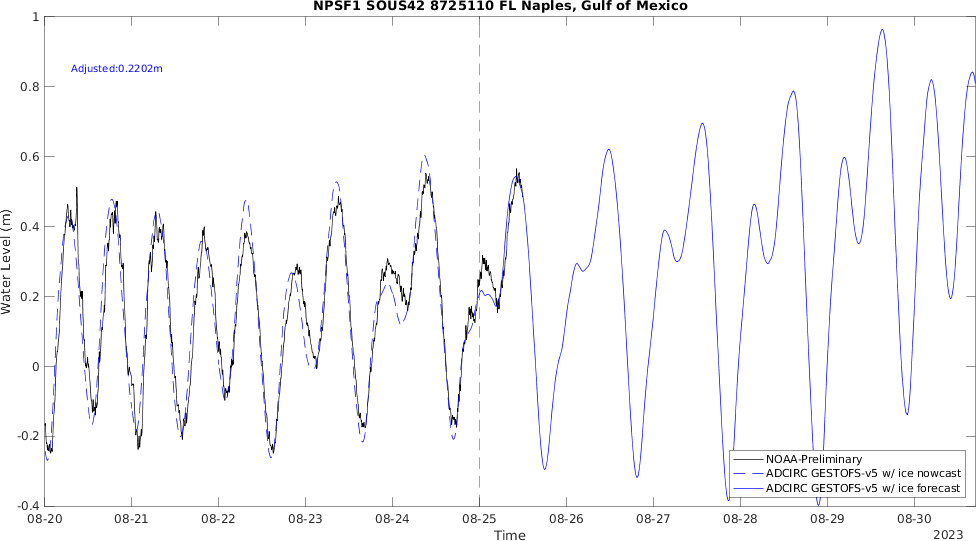 NPSF1 SOUS42 8725110 FL Naples, Gulf of Mexico
1
Adjusted:0.2202m
0.8
0.6
0.4
0.2
0
-0.2
-0.4
Water Level (m)
NOAA-Preliminary
ADCIRC GESTOFS-v5 w/ ice nowcast
ADCIRC GESTOFS-v5 w/ ice forecast
08-20 08-21 08-22 08-23 08-24 08-25 08-26 08-27 08-28 08-29 08-30
Time
2023